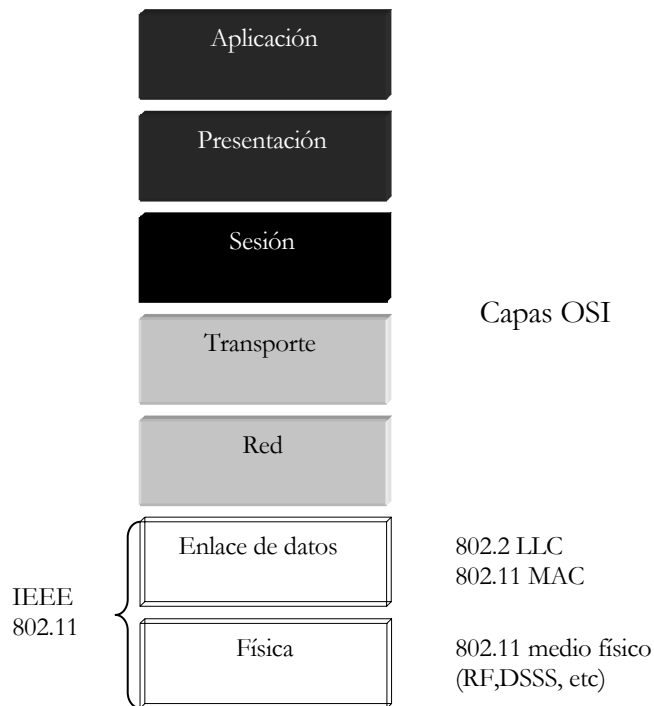 Aplicación
Presentación
Sesión
Capas OSI
Transporte
Red
Enlace de datos
802.2 LLC
802.11 MAC
IEEE
802.11
Física
802.11 medio físico
(RF,DSSS, etc)